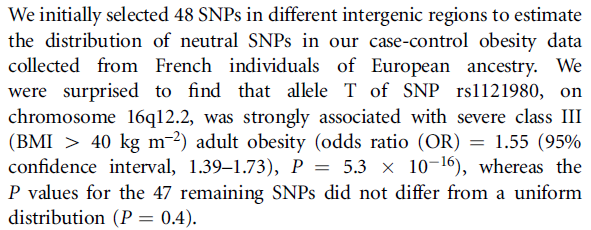 We initially selected 48 SNPs in different intergenic regions to estimate
the distribution of neutral SNPs in our case-control obesity data
collected from French individuals of European ancestry. We
were surprised to find that allele T of SNP rs1121980, on
chromosome 16q12.2, was strongly associated with severe class III
(BMI > 40 kg m⁻²) adult obesity (odds ratio (OR) = 1.55 (95%
confidence interval, 1.39–1.73), P = 5.3 × 10⁻¹⁶), whereas the
P values for the 47 remaining SNPs did not differ from a uniform
distribution (P = 0.4).